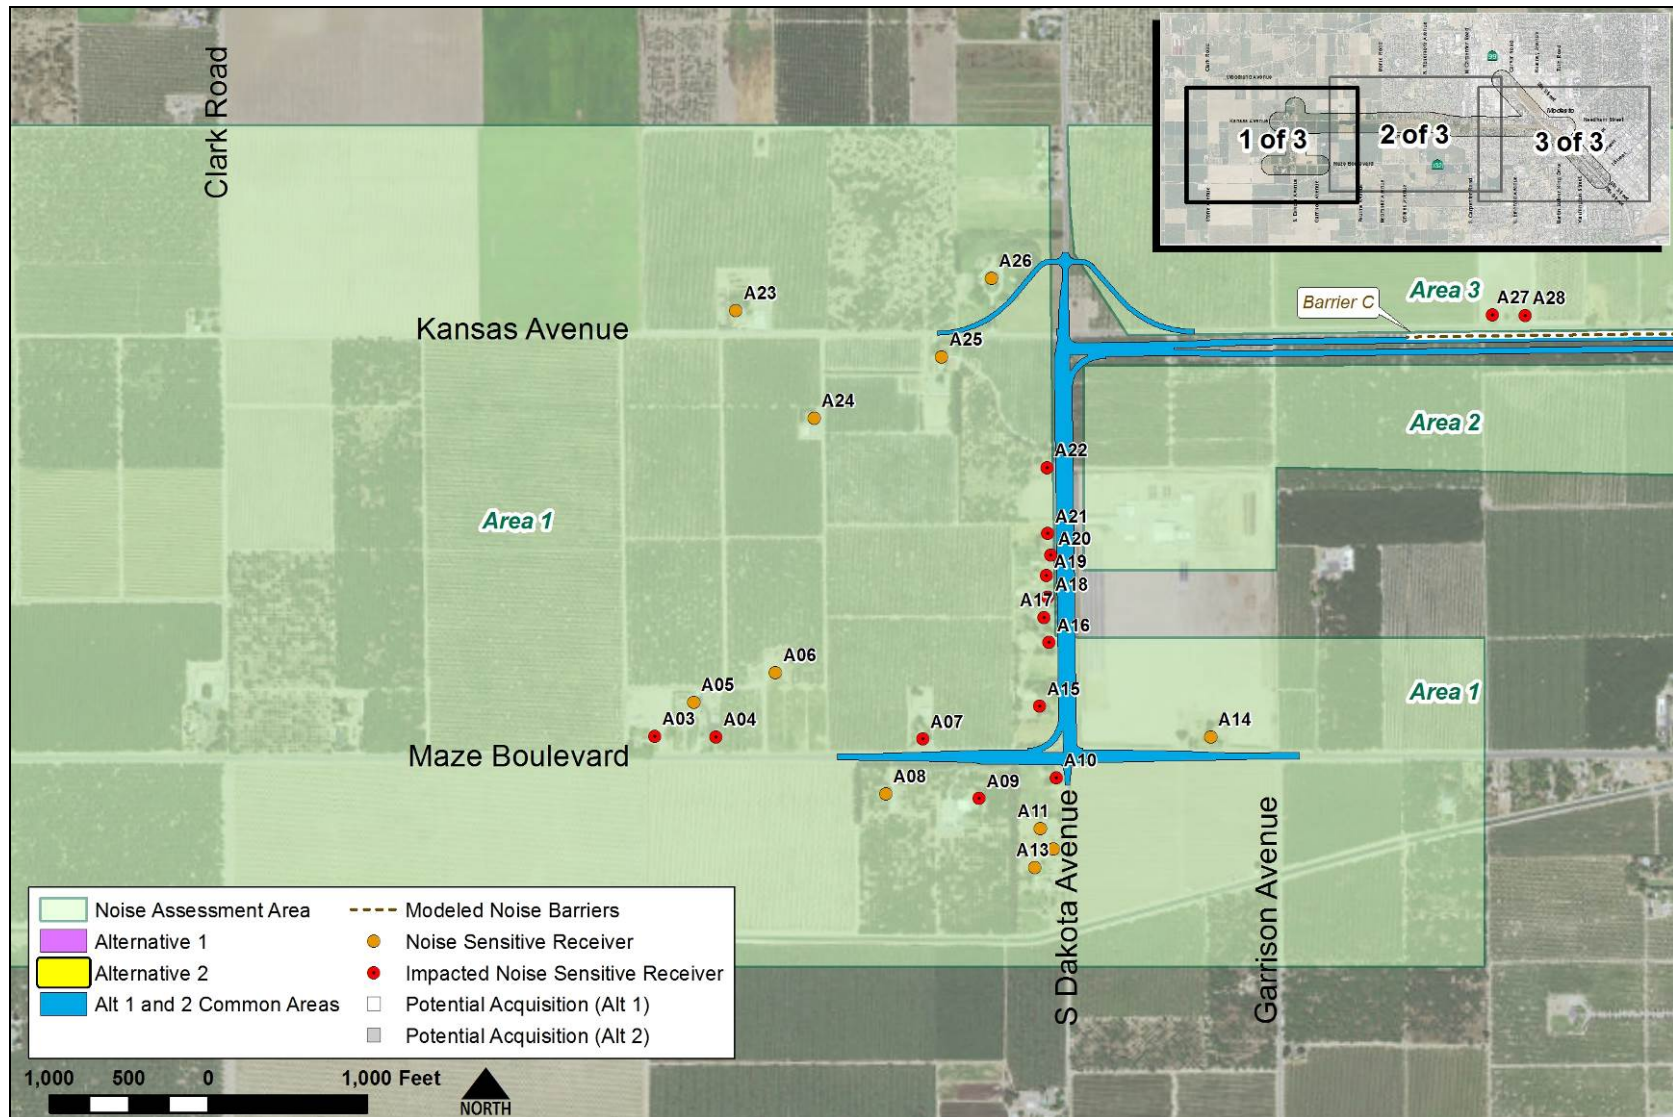 Clark Road
1 of 3
2 of 3
3 of 3
Modesto
Maze Boulevard
A26
A23
Kansas Avenue
A25
A24
Barrier C
Area 3
A27
A28
Area 2
A22
Area 1
A21
A20
A19
A18
A17
A16
A06
A05
A15
Area 1
A03
A04
A07
A14
Maze Boulevard
A10
A08
A09
A11
A13
S Dakota Avenue
Garrison Avenue
Noise Assessment Area
Alternative 1
Alternative 2
Alt 1 and 2 Common Areas
Modeled Noise Barriers
Noise Sensitive Receiver
Impacted Noise Sensitive Receiver
Potential Acquisition (Alt 1)
Potential Acquisition (Alt 2)
1,000 500 0 1,000 Feet
NORTH